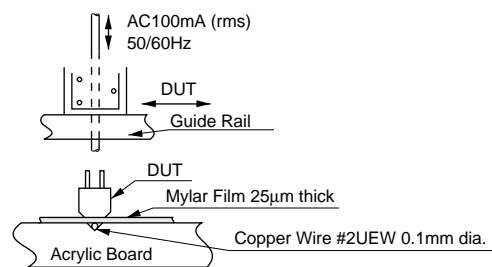 AC100mA (rms)
50/60Hz
DUT
Guide Rail
DUT
Mylar Film 25μm thick
Copper Wire #2UEW 0.1mm dia.
Acrylic Board